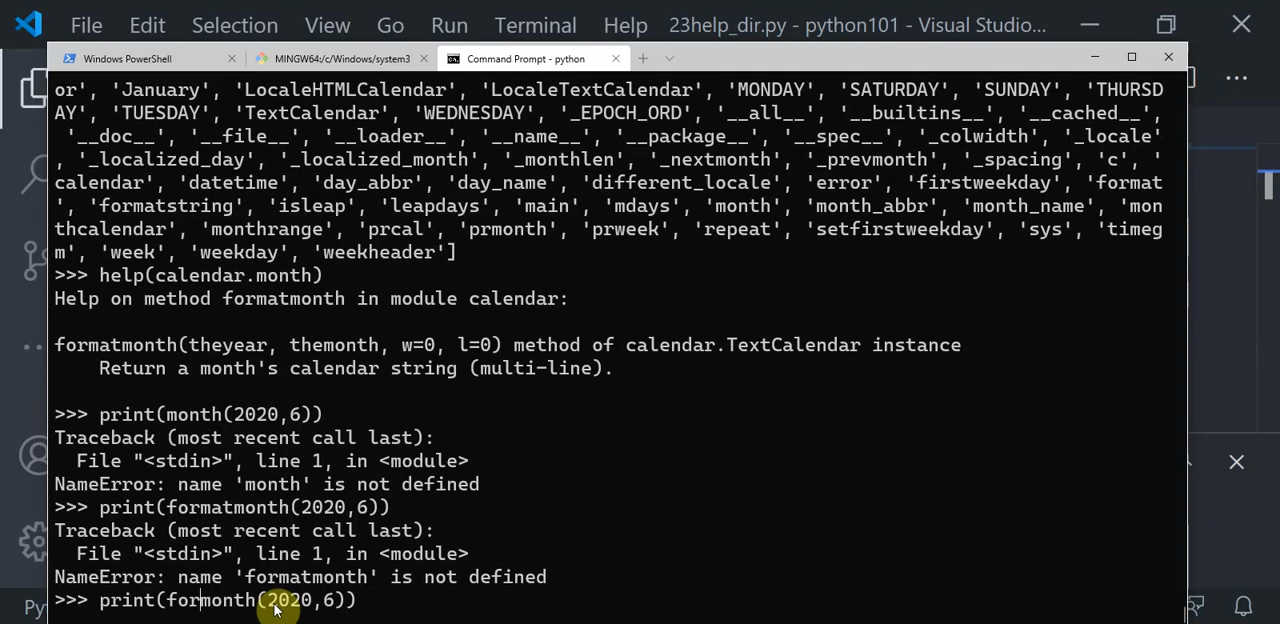 File Edit Selection View Go Run Terminal Help 23help_dir.py - python101 - Visual Studio...
Windows PowerShell MINGW64:/c/Windows/system3 Command Prompt - python
or', 'January', 'LocaleHTMLCalendar', 'LocaleTextCalendar', 'MONDAY', 'SATURDAY', 'SUNDAY', 'THURSD
AY', 'TUESDAY', 'TextCalendar', 'WEDNESDAY', '_EPOCH_ORD', '__all__', '__builtins__', '__cached__',
'__doc__', '__file__', '__loader__', '__name__', '__package__', '__spec__', '_colwidth', '_locale'
, '_localized_day', '_localized_month', '_monthlen', '_nextmonth', '_prevmonth', '_spacing', 'c', '
calendar', 'datetime', 'day_abbr', 'day_name', 'different_locale', 'error', 'firstweekday', 'format
', 'formatstring', 'isleap', 'leapdays', 'main', 'mdays', 'month', 'month_abbr', 'month_name', 'mon
thcalendar', 'monthrange', 'prcal', 'prmonth', 'prweek', 'repeat', 'setfirstweekday', 'sys', 'timeg
m', 'week', 'weekday', 'weekheader']
>>> help(calendar.month)
Help on method formatmonth in module calendar:
formatmonth(theyear, themonth, w=0, l=0) method of calendar.TextCalendar instance
Return a month's calendar string (multi-line).
>>> print(month(2020,6))
Traceback (most recent call last):
File "<stdin>", line 1, in <module>
NameError: name 'month' is not defined
>>> print(formatmonth(2020,6))
Traceback (most recent call last):
File "<stdin>", line 1, in <module>
NameError: name 'formatmonth' is not defined
>>> print(formonth(2020,6))
Py